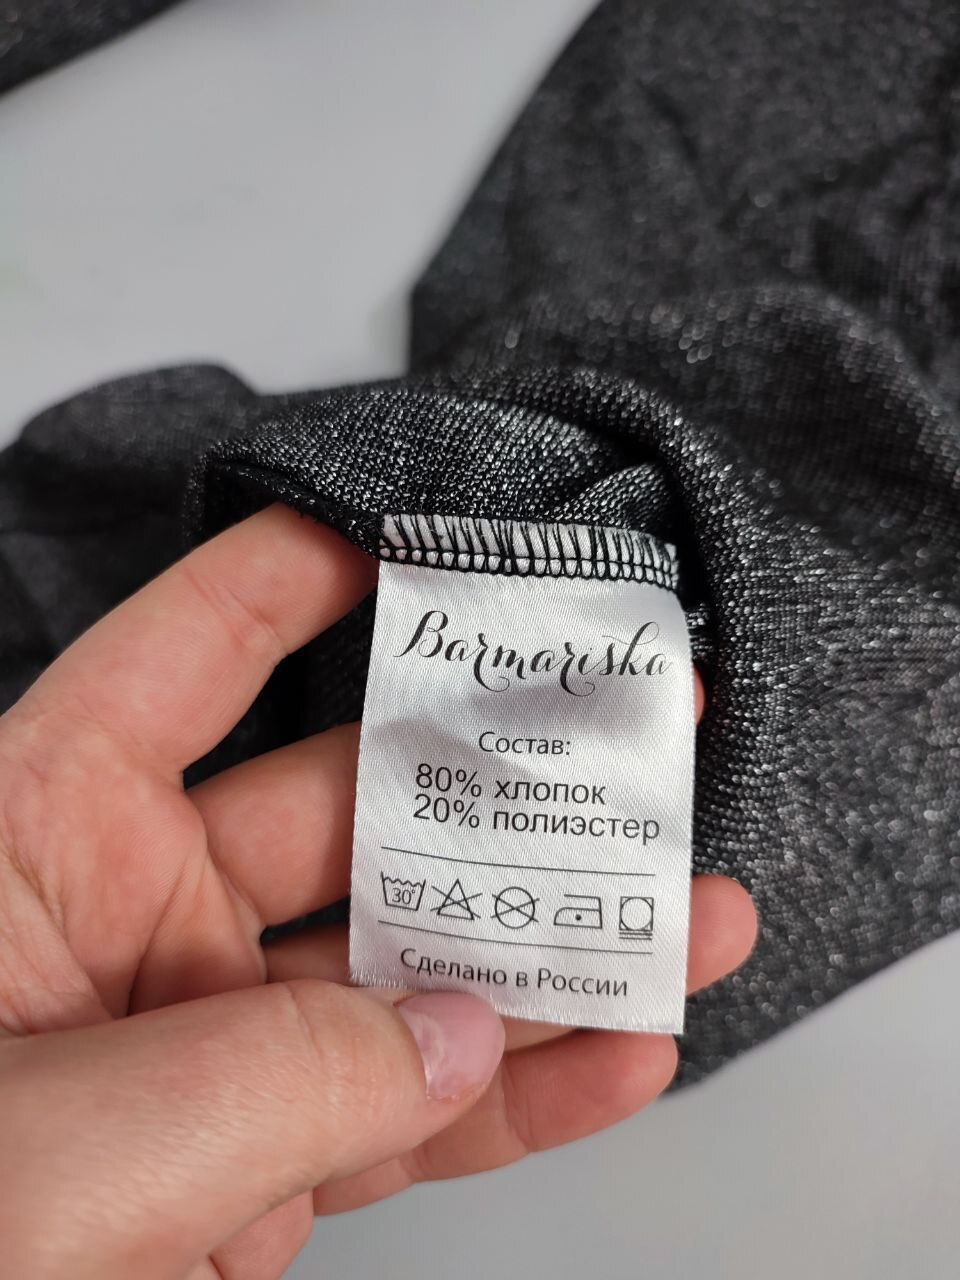 Barmariska
Состав:
80% хлопок
20% полиэстер
30°
Сделано в России